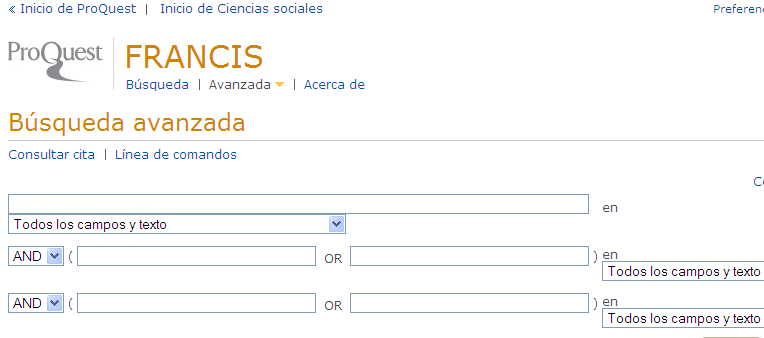 « Inicio de ProQuest | Inicio de Ciencias sociales
ProQuest
FRANCIS
Búsqueda | Avanzada | Acerca de
Búsqueda avanzada
Consultar cita | Línea de comandos
en
Todos los campos y texto
AND ( OR ) en
Todos los campos y texto
AND ( OR ) en
Todos los campos y texto